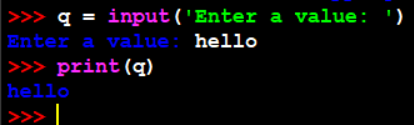 >>> q = input('Enter a value: ')
Enter a value: hello
>>> print(q)
hello
>>>